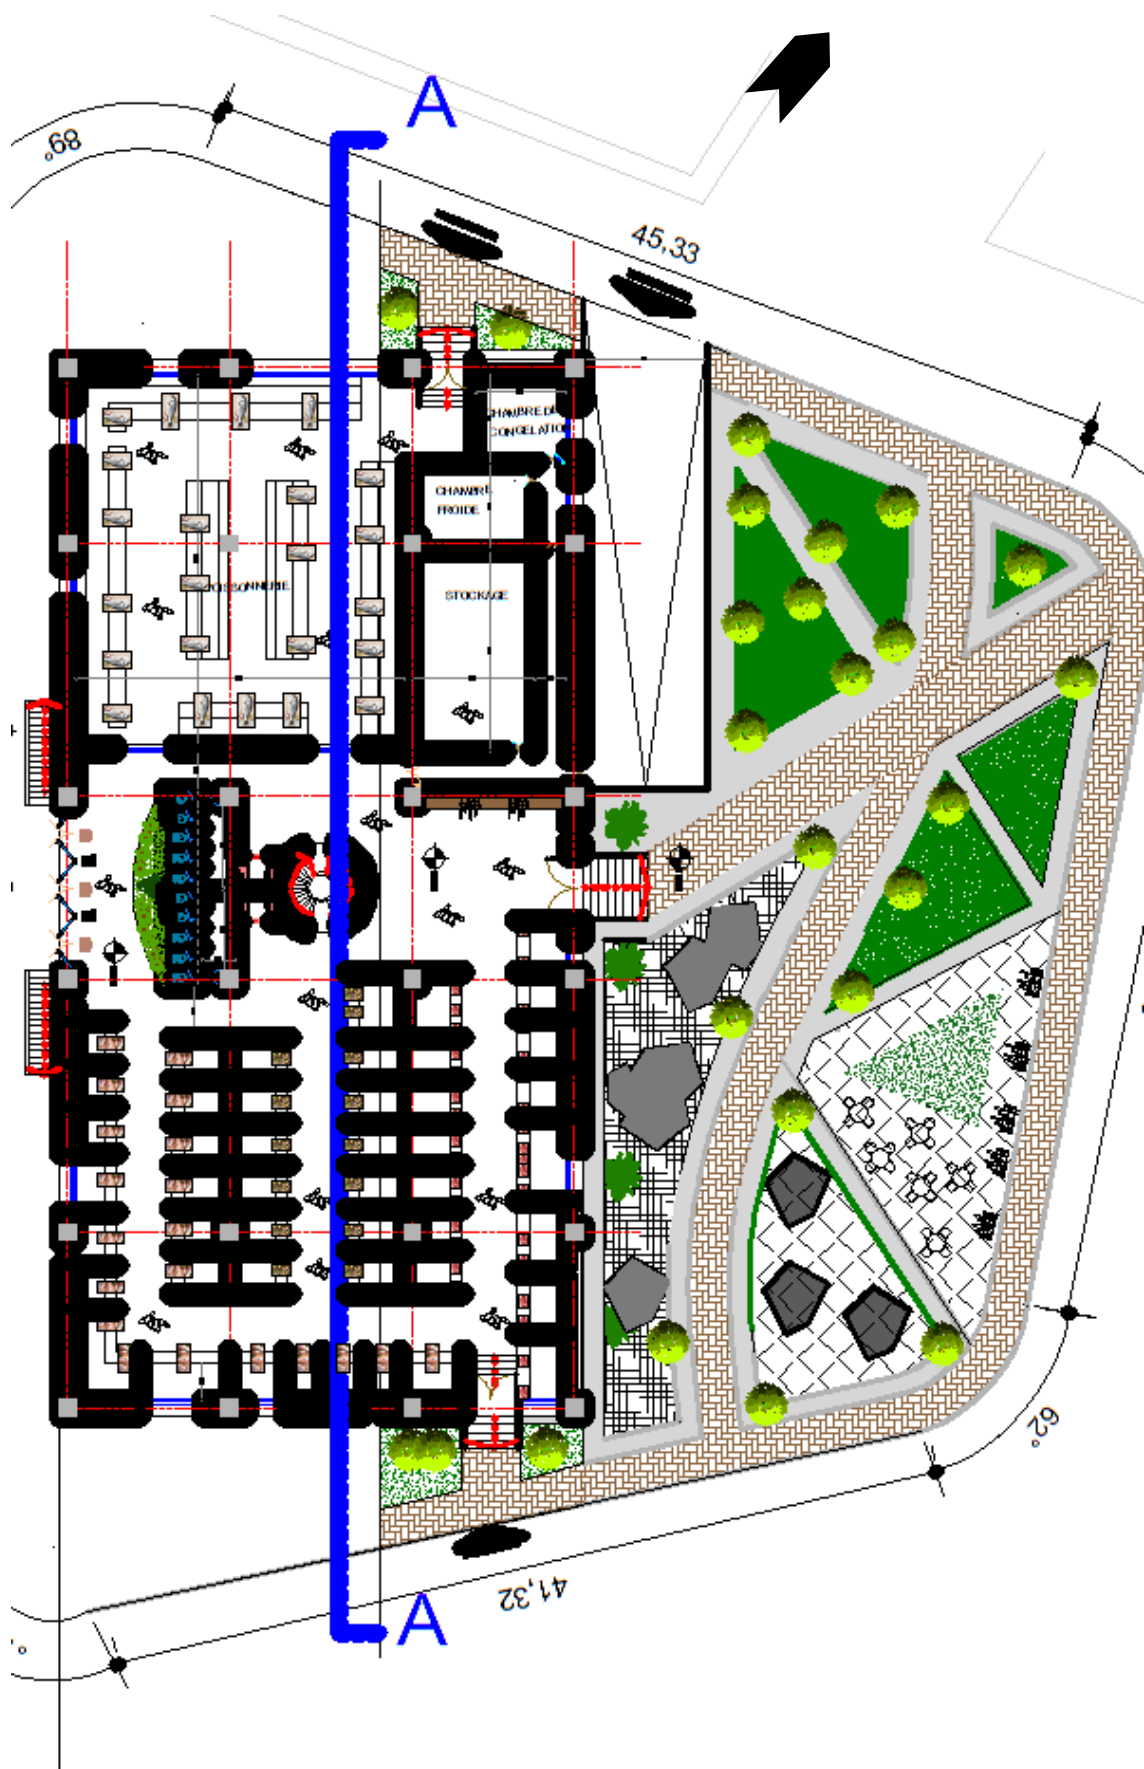 A
89°
45,33
CHAMBRE DE
CONGELATION
CHAMBRE
FROIDE
POISSONNERIE
STOCKAGE
62°
41,32
A